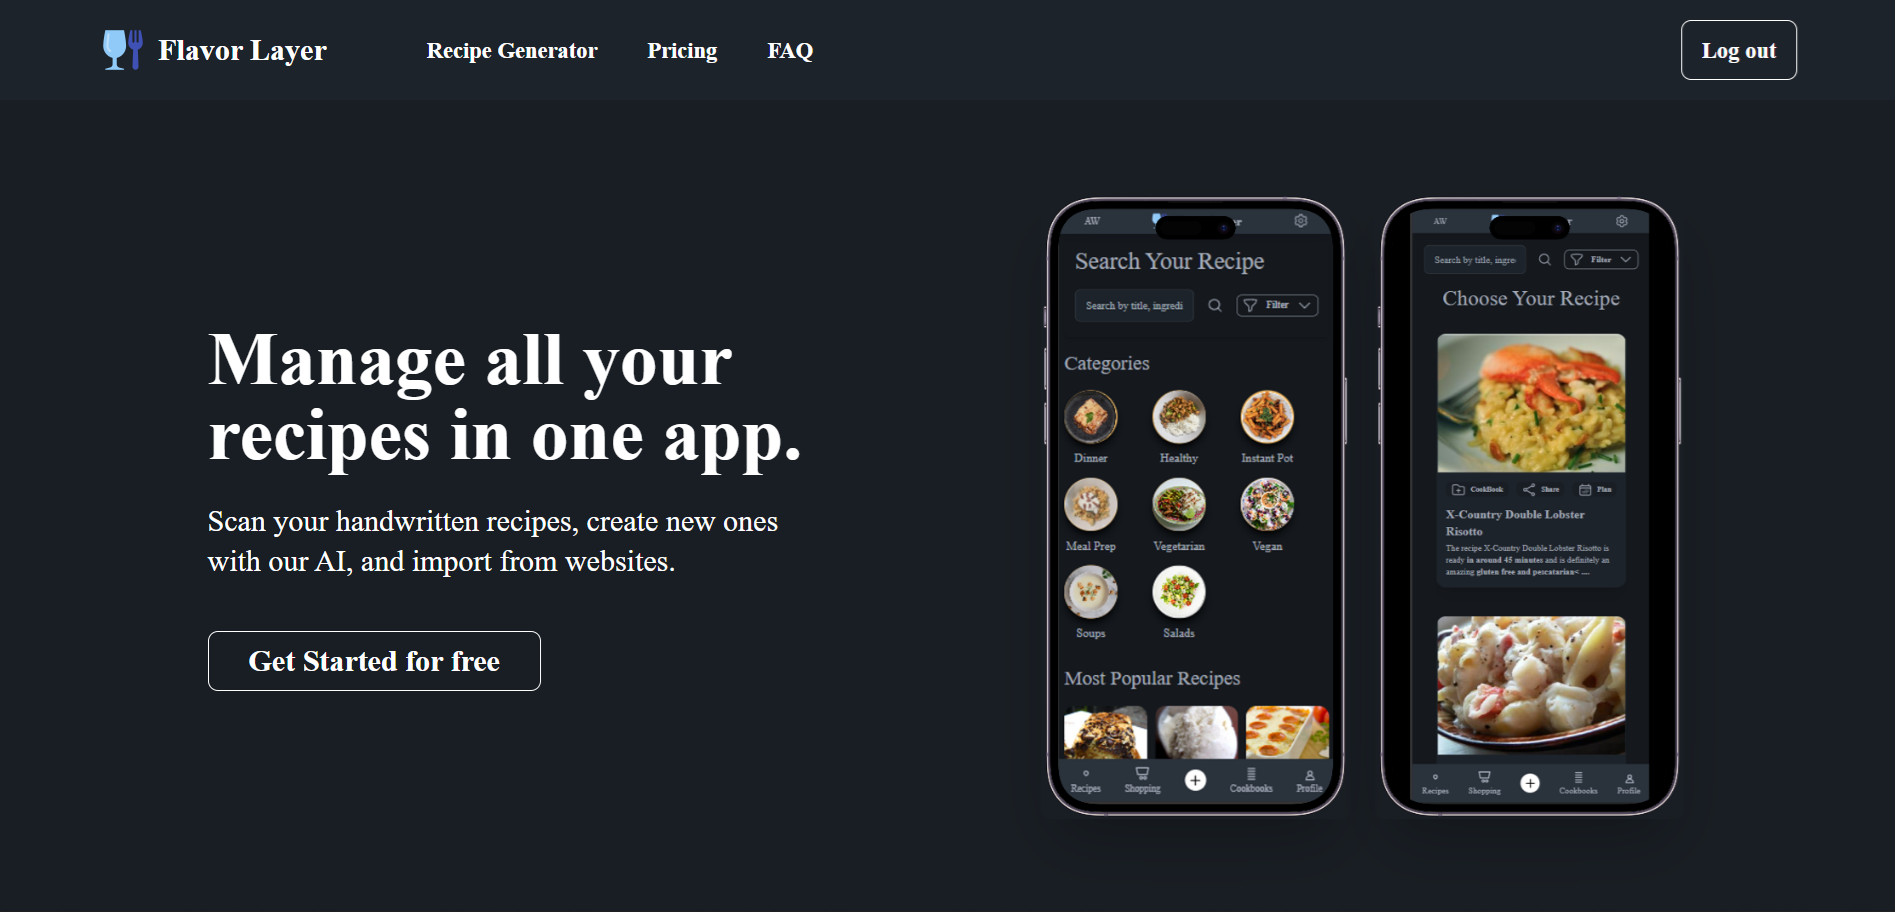 Flavor Layer
Recipe Generator
Pricing
FAQ
Log out
Manage all your
recipes in one app.
Scan your handwritten recipes, create new ones
with our AI, and import from websites.
Get Started for free
AW
r
Search Your Recipe
Search by title, ingredi
Filter
Categories
Dinner
Healthy
Instant Pot
Meal Prep
Vegetarian
Vegan
Soups
Salads
Most Popular Recipes
Recipes
Shopping
Cookbooks
Profile
AW
r
Search by title, ingre
Filter
Choose Your Recipe
CookBook
Share
Plan
X-Country Double Lobster
Risotto
The recipe X-Country Double Lobster Risotto is
ready in around 45 minutes and is definitely an
amazing gluten free and pescatarian< ....
Recipes
Shopping
Cookbooks
Profile